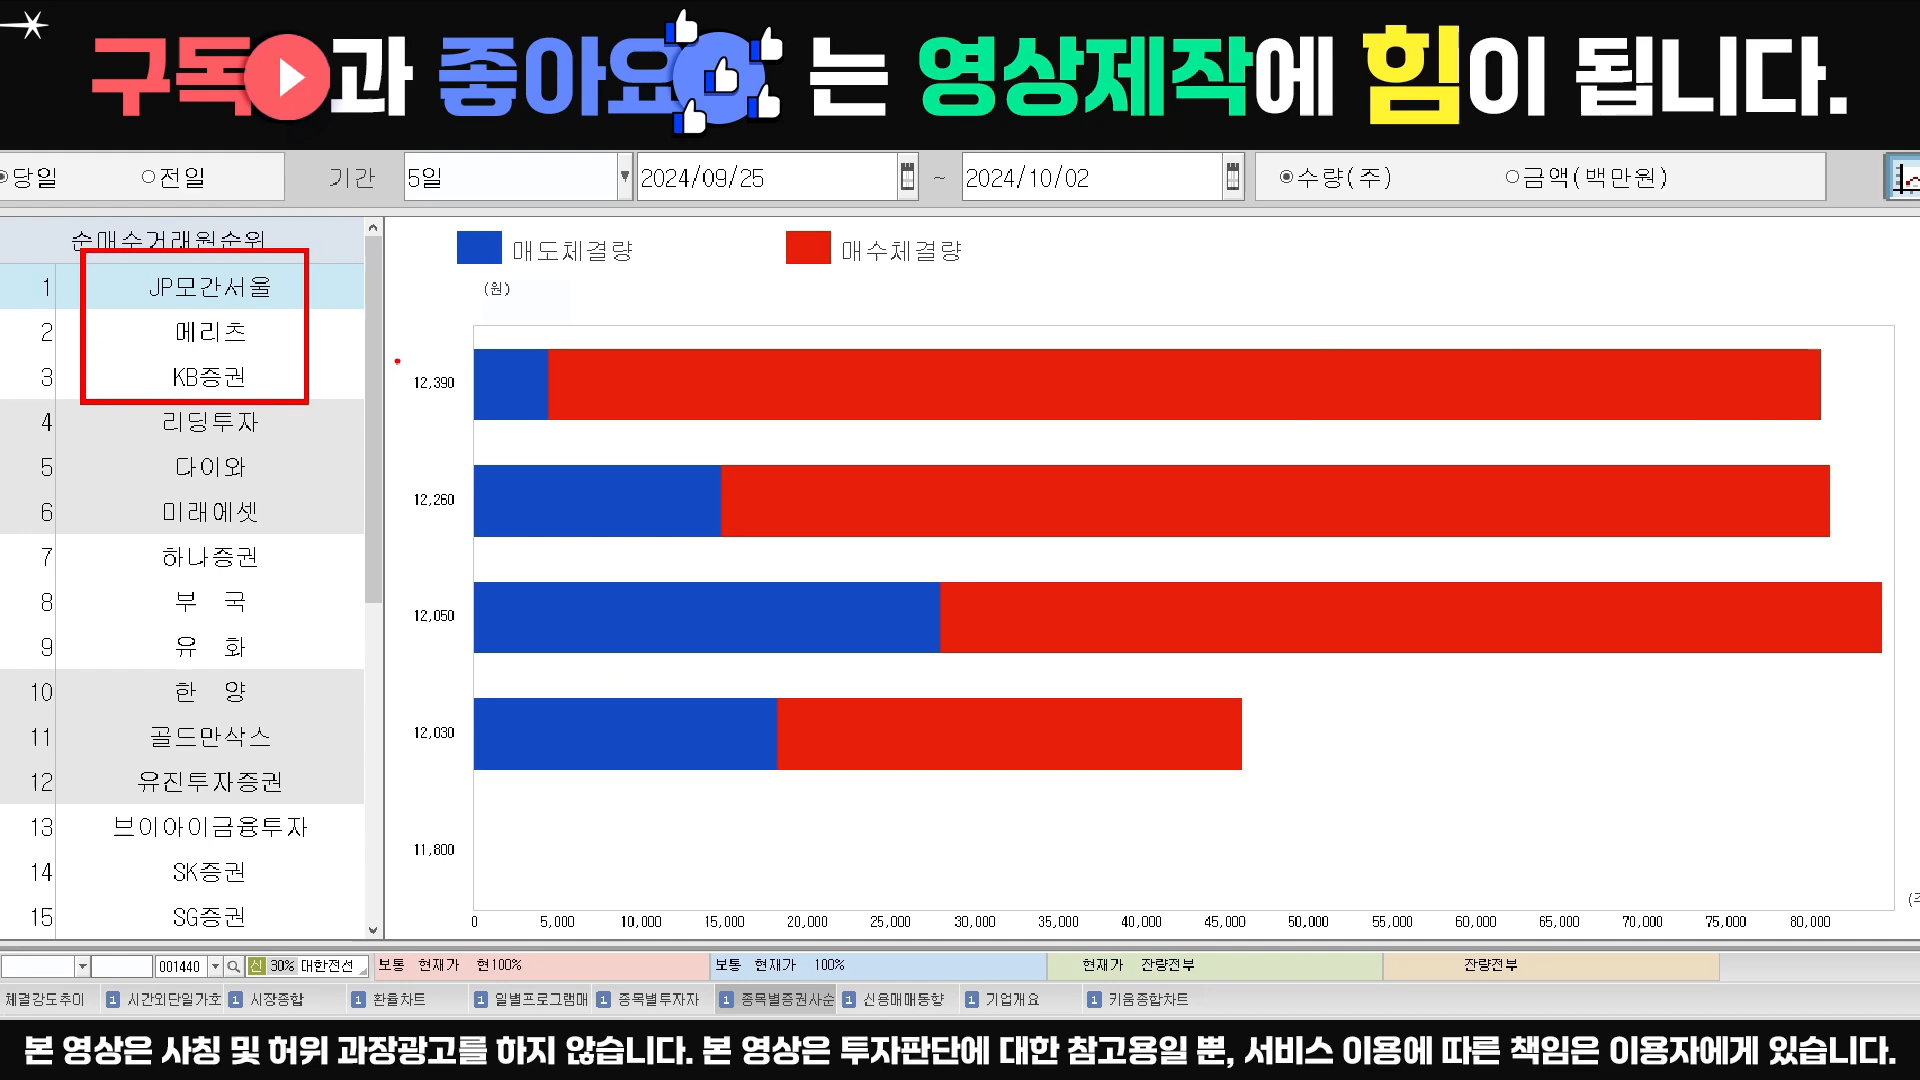 구독과 좋아요 는 영상제작에 힘이 됩니다.
당일 전일 기간 5일 2024/09/25 ~ 2024/10/02 수량(주) 금액(백만원)
순매수거래원순위
1 JP모간서울
2 메리츠
3 KB증권
4 리딩투자
5 다이와
6 미래에셋
7 하나증권
8 부 국
9 유 화
10 한 양
11 골드만삭스
12 유진투자증권
13 브이아이금융투자
14 SK증권
15 SG증권
매도체결량 매수체결량
(원)
12,390
12,260
12,050
12,030
11,800
0 5,000 10,000 15,000 20,000 25,000 30,000 35,000 40,000 45,000 50,000 55,000 60,000 65,000 70,000 75,000 80,000
001440 신 30% 대한전선 보통 현재가 현100% 보통 현재가 100% 현재가 잔량전부 잔량전부
체결강도추이 1 시간외단일가호 1 시장종합 1 환율차트 1 일별프로그램매 1 종목별투자자 1 종목별증권사순 1 신용매매동향 1 기업개요 1 키움종합차트
본 영상은 사칭 및 허위 과장광고를 하지 않습니다. 본 영상은 투자판단에 대한 참고용일 뿐, 서비스 이용에 따른 책임은 이용자에게 있습니다.